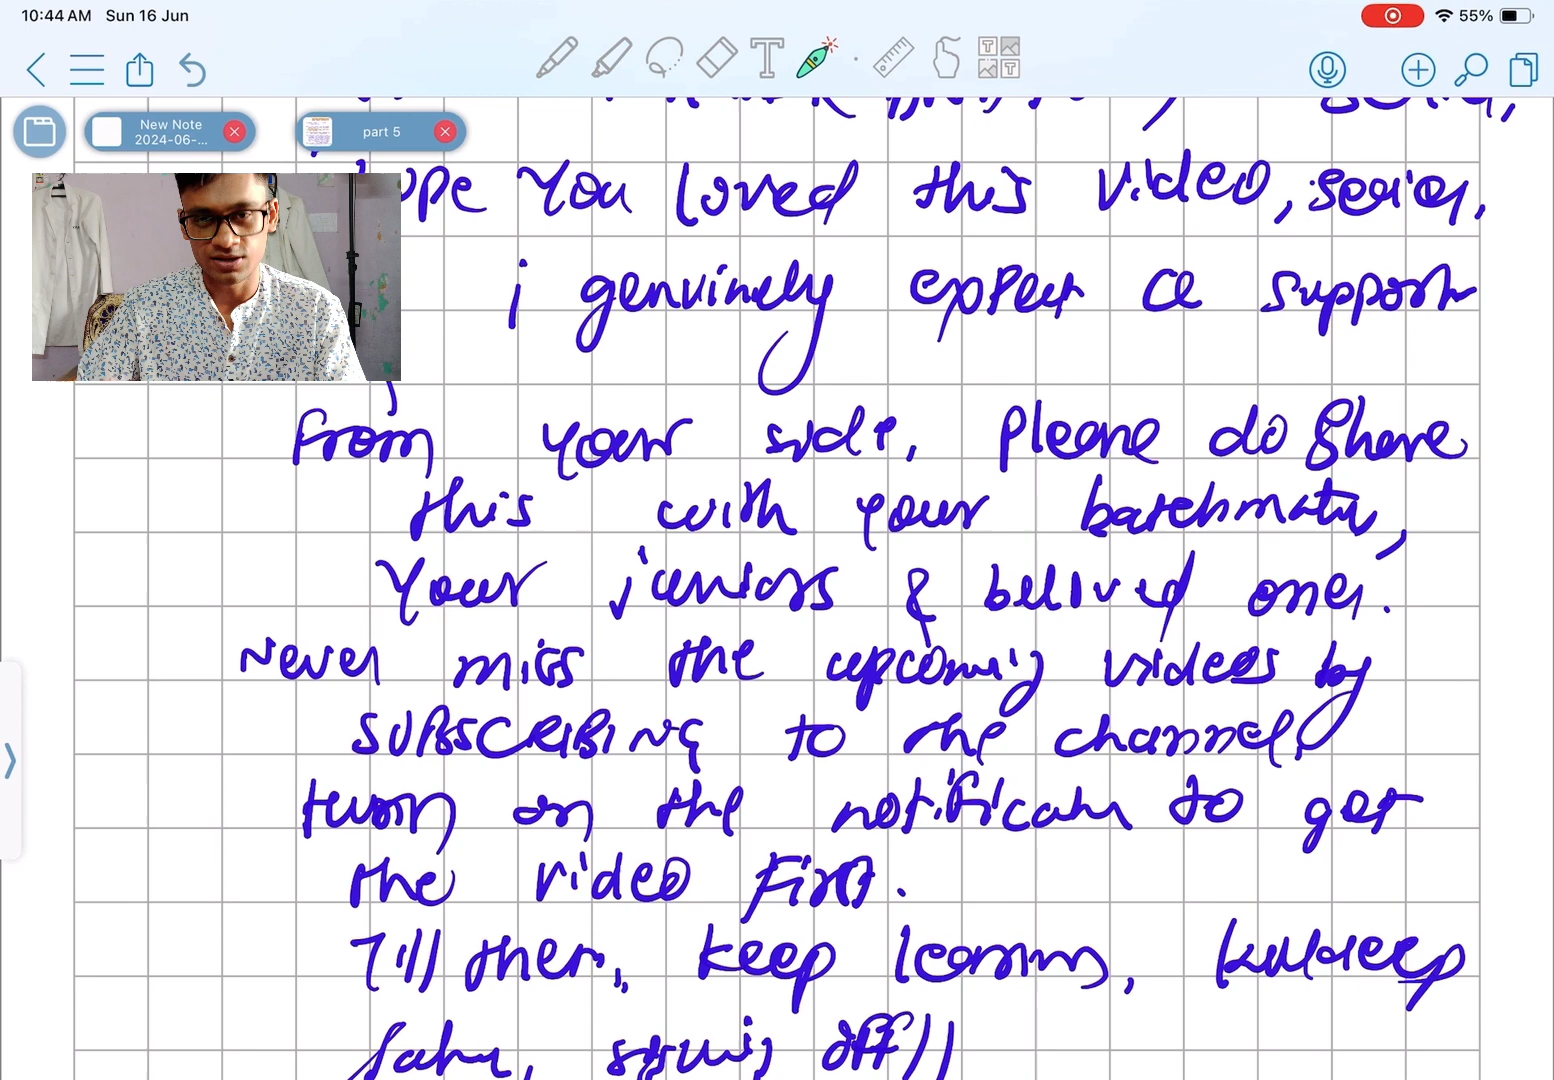 10:44 AM Sun 16 Jun
55%
New Note
2024-06-...
part 5
ope you loved this video, series,
i genuinely expect a support
from your side, Please do share
this with your batchmates,
Your juniors & beloved ones.
Never miss the upcoming videos by
SUBSCRIBING to the channel,
turn on the notification to get
the video First.
Till then, keep learning, kuldeep
signing off//